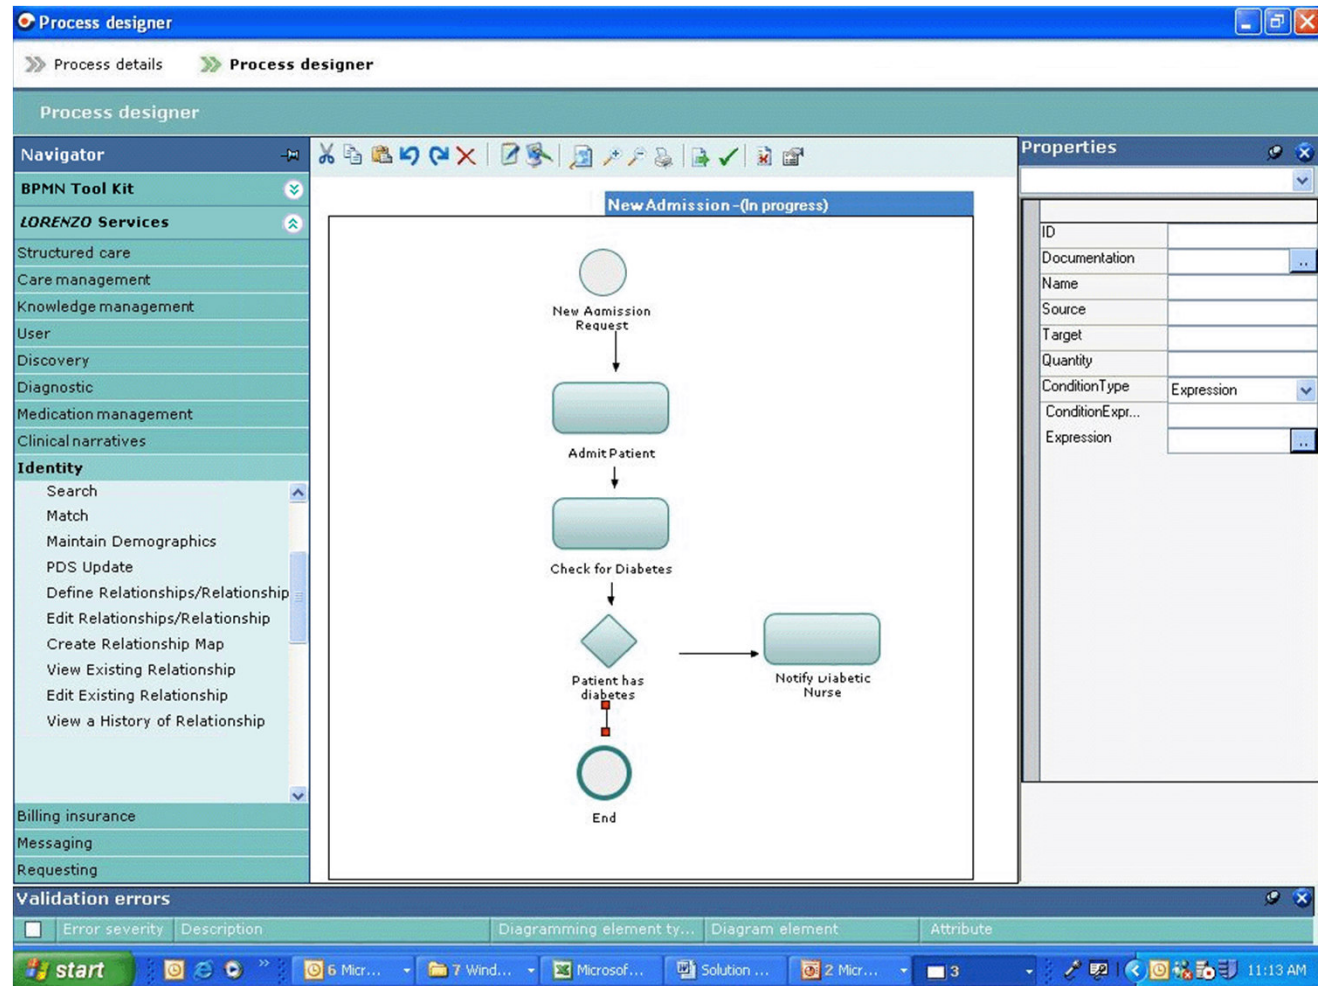 Process designer
Process details
Process designer
Process designer
Navigator
BPMN Tool Kit
LORENZO Services
Structured care
Care management
Knowledge management
User
Discovery
Diagnostic
Medication management
Clinical narratives
Identity
Search
Match
Maintain Demographics
PDS Update
Define Relationships/Relationship
Edit Relationships/Relationship
Create Relationship Map
View Existing Relationship
Edit Existing Relationship
View a History of Relationship
Billing insurance
Messaging
Requesting
New Admission -(In progress)
New Admission
Request
Admit Patient
Check for Diabetes
Patient has
diabetes
Notify Diabetic
Nurse
End
Properties
ID
Documentation
..
Name
Source
Target
Quantity
ConditionType Expression
ConditionExpr...
Expression
..
Validation errors
Error severity Description Diagramming element ty... Diagram element Attribute
start » 6 Micr... 7 Wind... Microsof... Solution ... 2 Micr... 3 11:13 AM